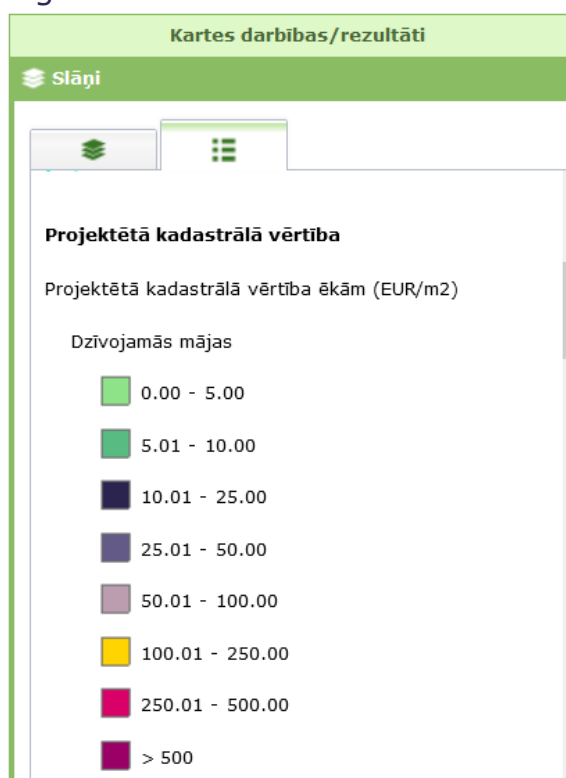 Kartes darbības/rezultāti
Slāņi
Projektētā kadastrālā vērtība
Projektētā kadastrālā vērtība ēkām (EUR/m2)
Dzīvojamās mājas
0.00 - 5.00
5.01 - 10.00
10.01 - 25.00
25.01 - 50.00
50.01 - 100.00
100.01 - 250.00
250.01 - 500.00
> 500